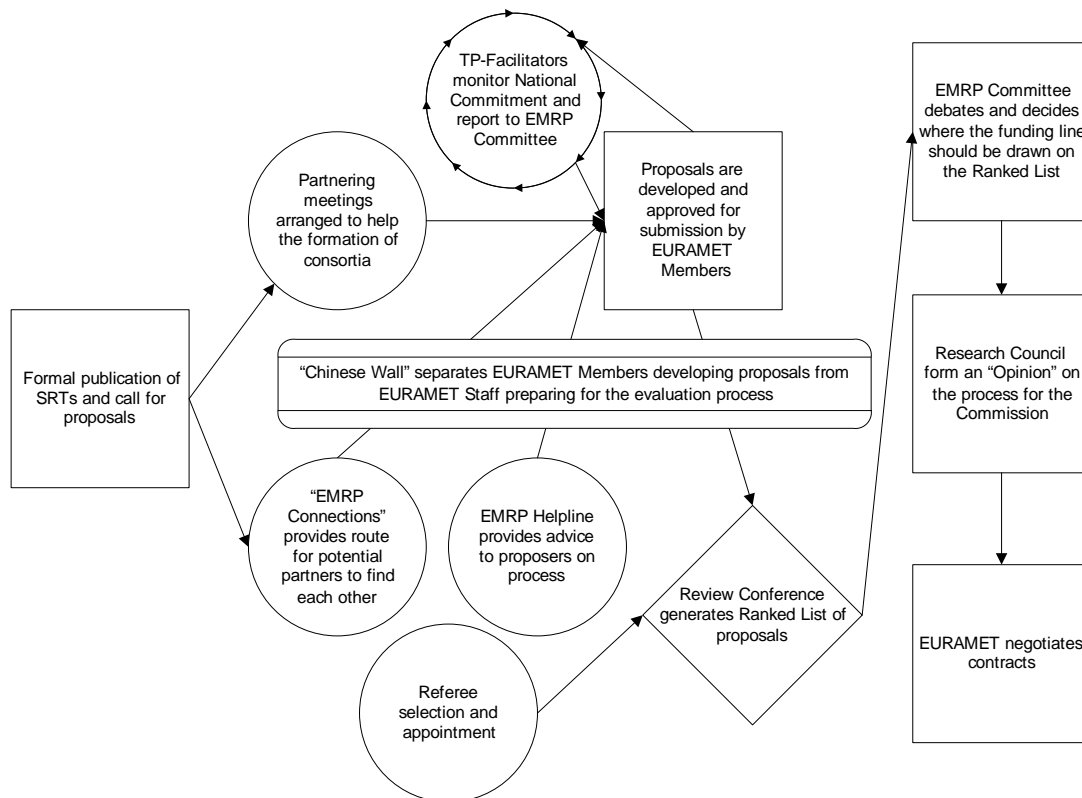 TP-Facilitators
monitor National
Commitment and
report to EMRP
Committee
EMRP Committee
debates and decides
where the funding line
should be drawn on
the Ranked List
Partnering
meetings
arranged to help
the formation of
consortia
Proposals are
developed and
approved for
submission by
EURAMET
Members
Formal publication of
SRTs and call for
proposals
“Chinese Wall” separates EURAMET Members developing proposals from
EURAMET Staff preparing for the evaluation process
Research Council
form an “Opinion” on
the process for the
Commission
“EMRP
Connections”
provides route
for potential
partners to find
each other
EMRP Helpline
provides advice
to proposers on
process
Review Conference
generates Ranked List of
proposals
EURAMET negotiates
contracts
Referee
selection and
appointment